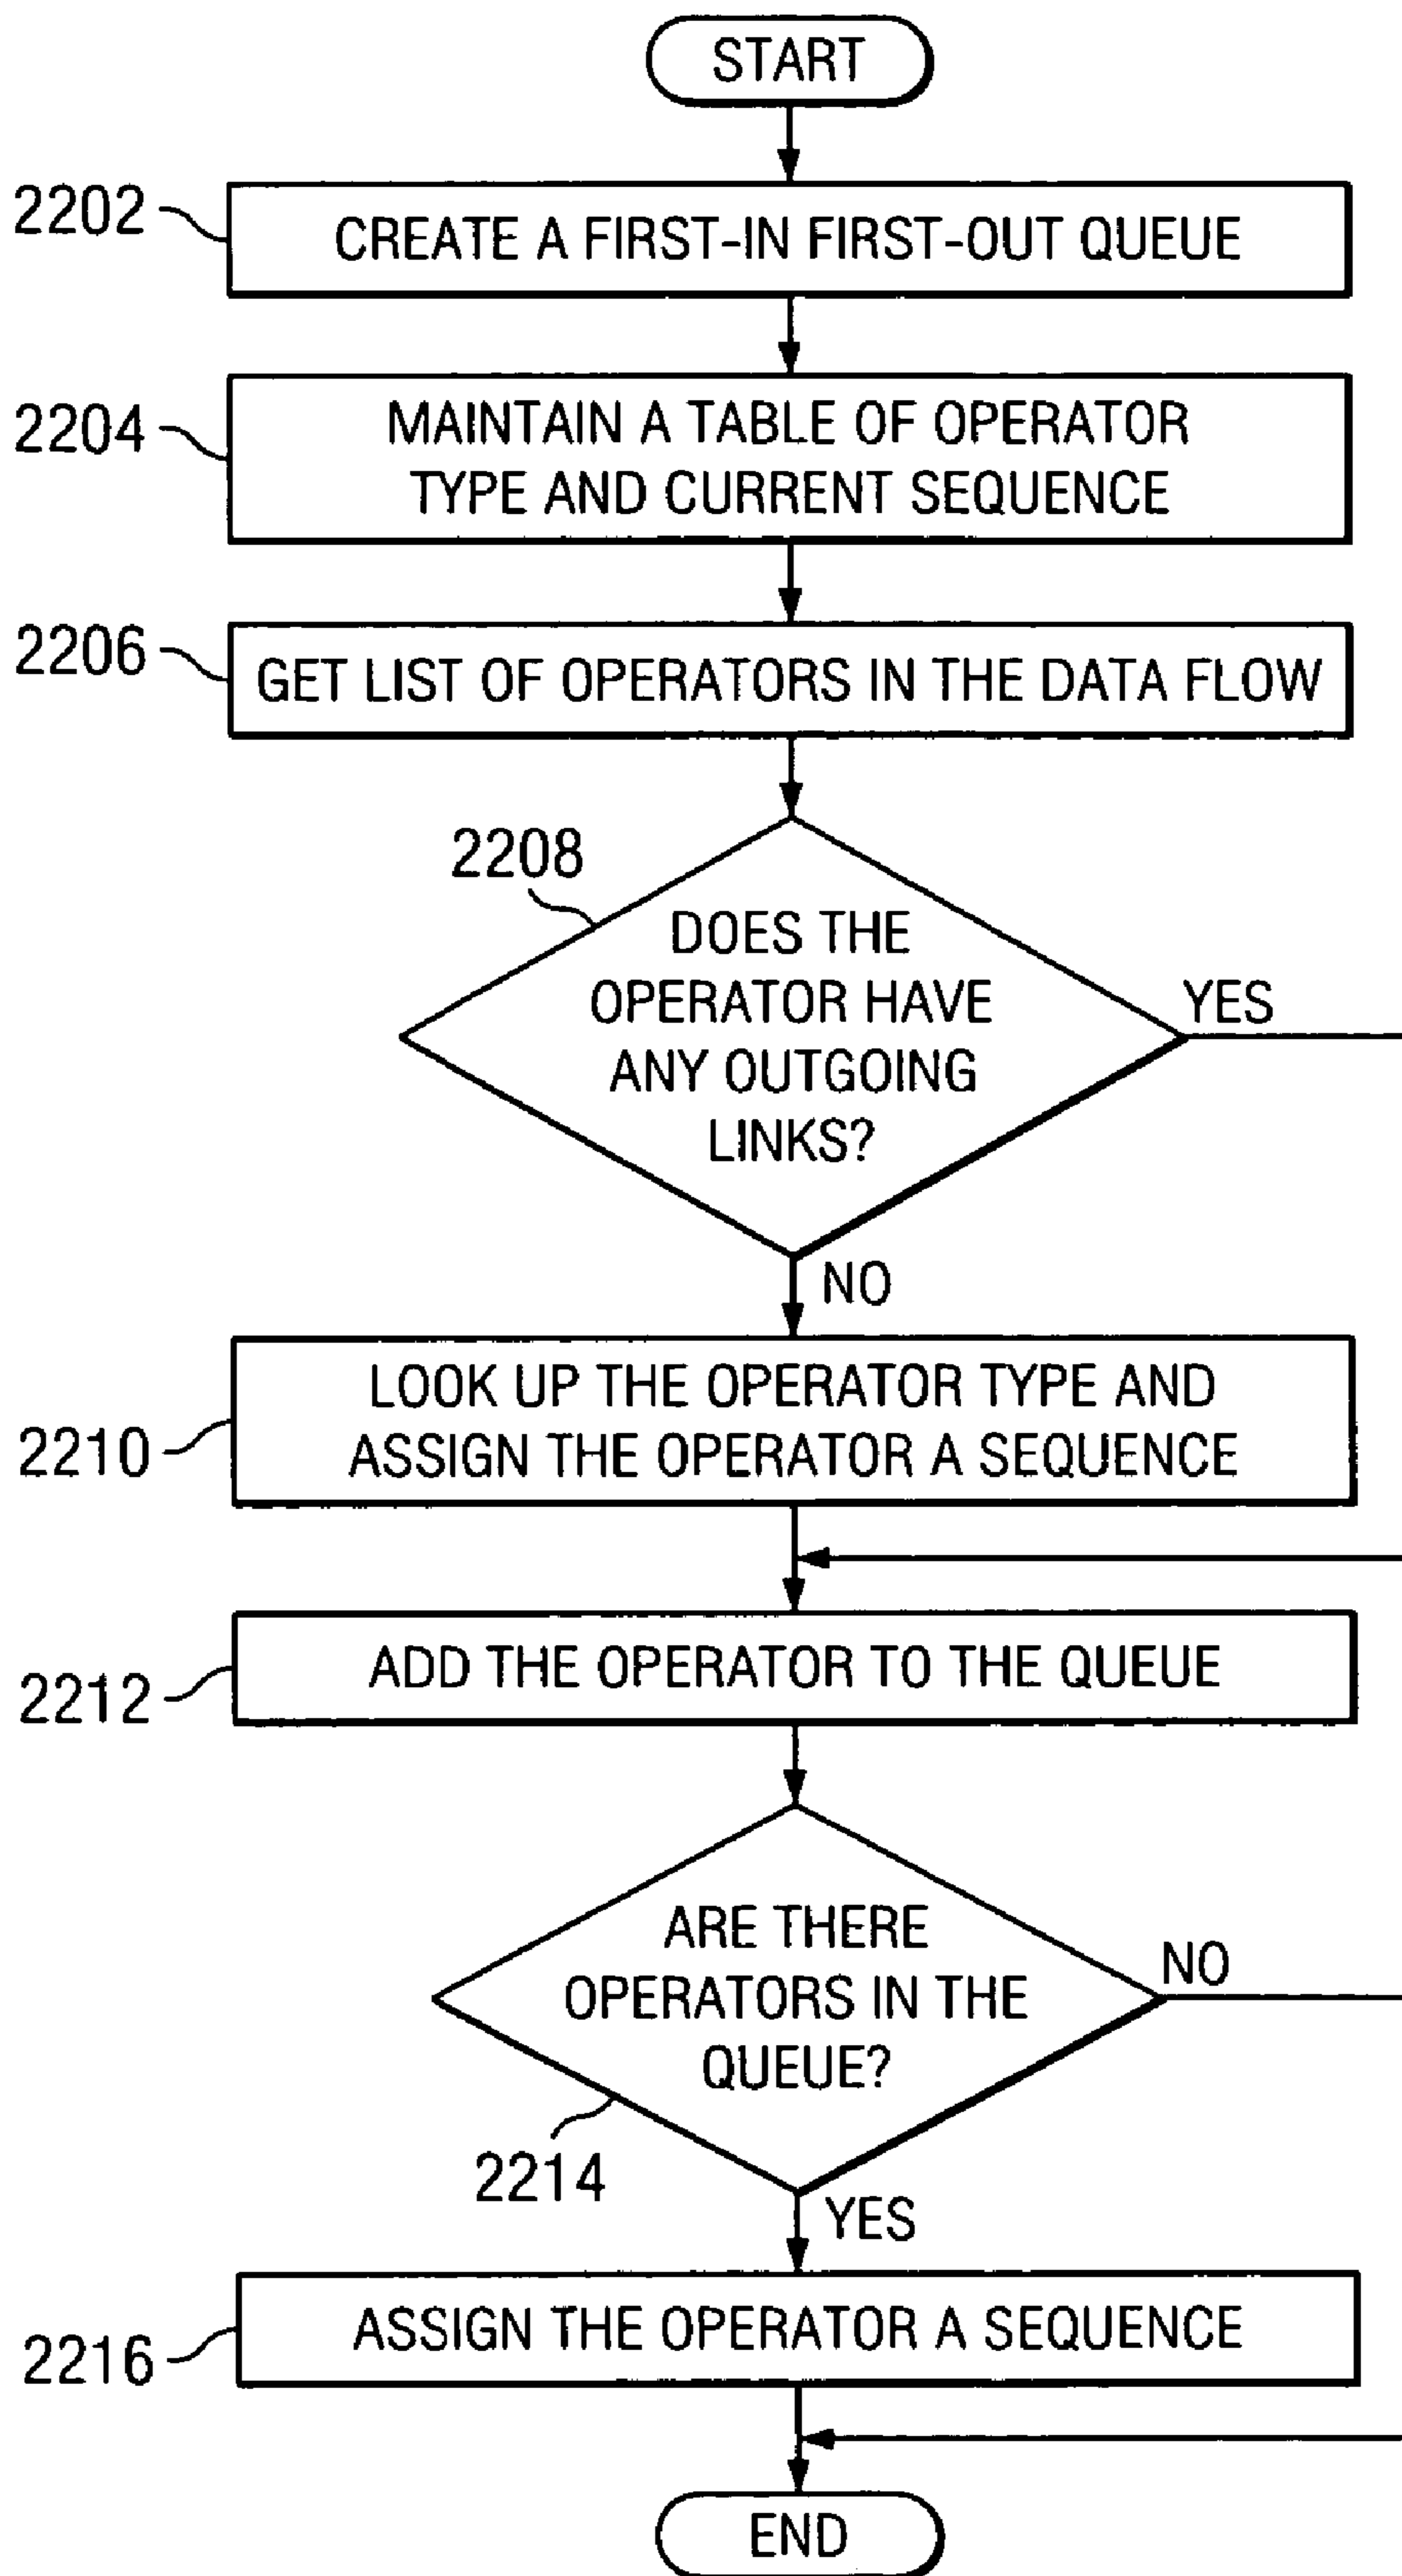 START
2202
CREATE A FIRST-IN FIRST-OUT QUEUE
2204
MAINTAIN A TABLE OF OPERATOR
TYPE AND CURRENT SEQUENCE
2206
GET LIST OF OPERATORS IN THE DATA FLOW
2208
DOES THE
OPERATOR HAVE
ANY OUTGOING
LINKS?
YES
NO
2210
LOOK UP THE OPERATOR TYPE AND
ASSIGN THE OPERATOR A SEQUENCE
2212
ADD THE OPERATOR TO THE QUEUE
ARE THERE
OPERATORS IN THE
QUEUE?
NO
2214
YES
2216
ASSIGN THE OPERATOR A SEQUENCE
END